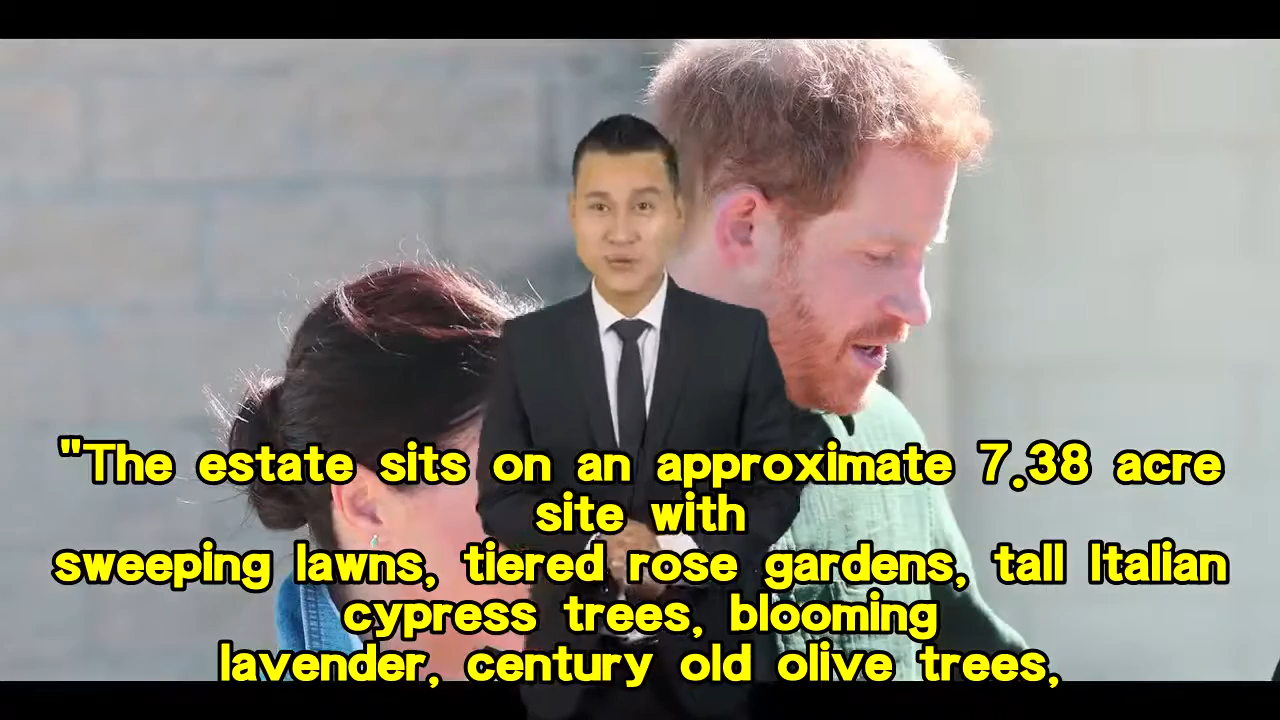 "The estate sits on an approximate 7.38 acre
site with
sweeping lawns, tiered rose gardens, tall Italian
cypress trees, blooming
lavender, century old olive trees,